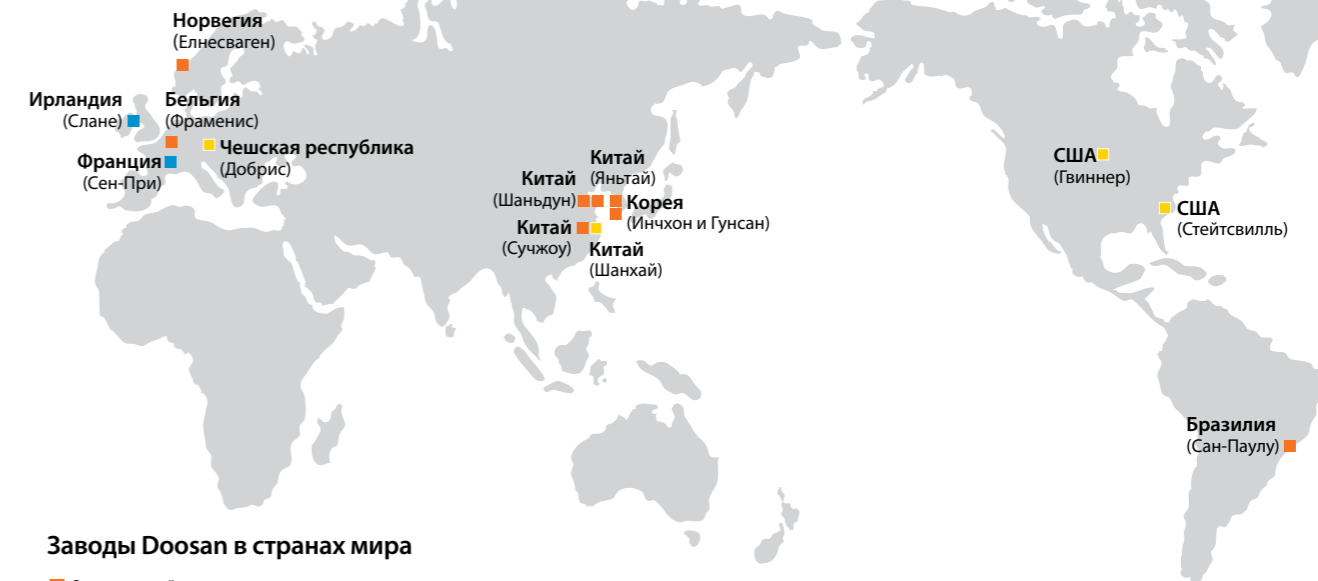 Норвегия
(Елнесваген)
Ирландия
(Слане)
Бельгия
(Фраменис)
Чешская республика
(Добрис)
Франция
(Сен-При)
Китай
(Яньтай)
Китай
(Шаньдун)
Корея
(Инчхон и Гунсан)
Китай
(Сучжоу)
Китай
(Шанхай)
США
(Гвиннер)
США
(Стейтсвилль)
Бразилия
(Сан-Паулу)
Заводы Doosan в странах мира